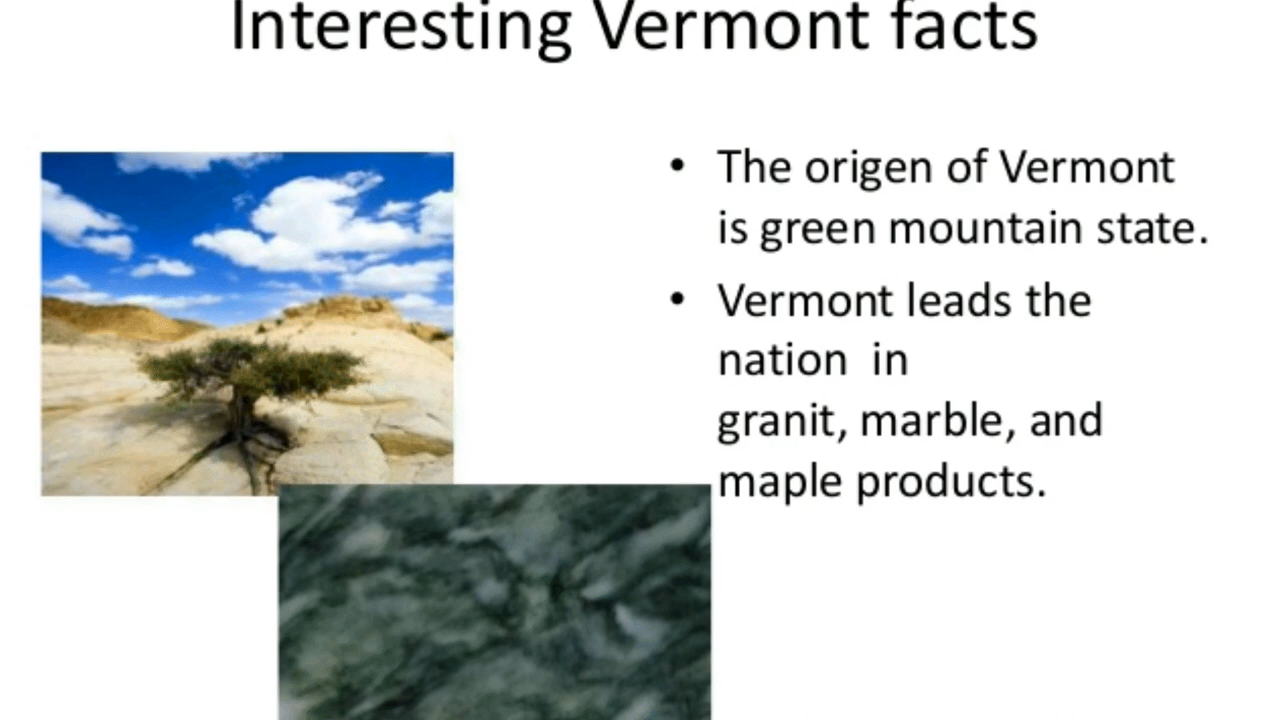 Interesting Vermont facts
• The origen of Vermont
is green mountain state.
• Vermont leads the
nation  in
granit, marble, and
maple products.